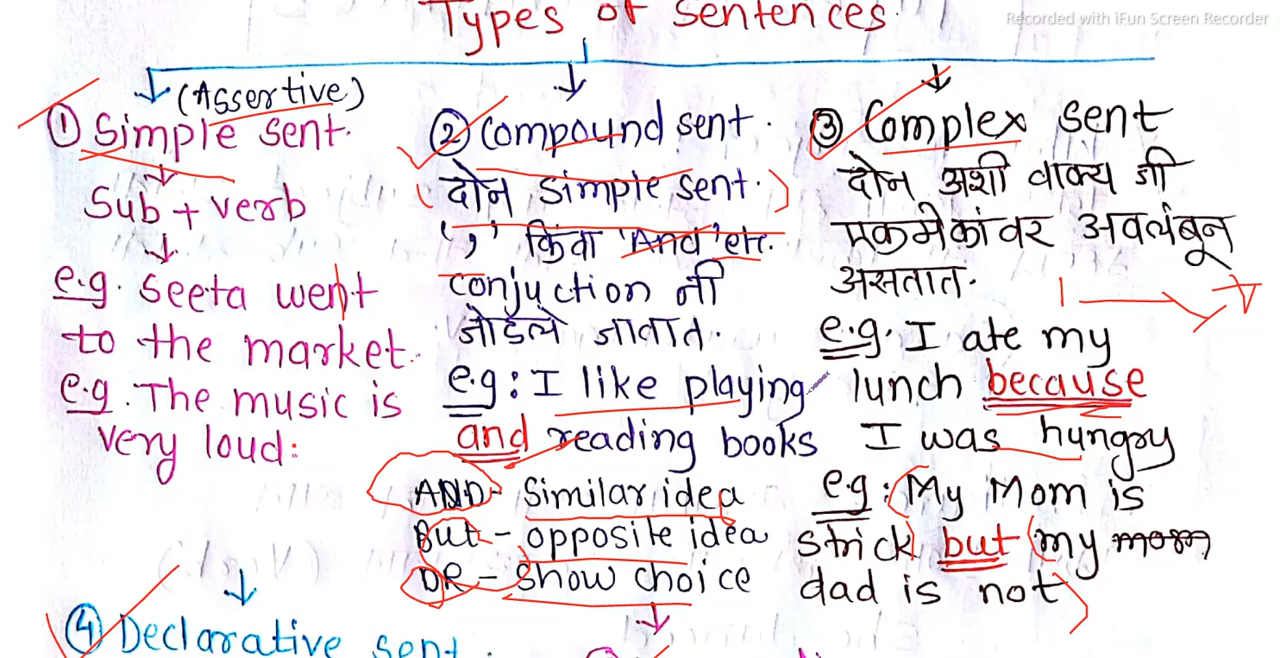 Types of Sentences
Recorded with iFun Screen Recorder
(Assertive)
① Simple sent.
Sub + verb
e.g. Seeta went
to the market.
e.g. The music is
very loud:
② Compound sent.
दोन Simple sent.
',' किंवा 'And' etc.
conjuction नी
जोडले जातात.
e.g: I like playing
and reading books
AND - Similar idea
But - opposite idea
OR - Show choice
③ Complex sent
दोन अशी वाक्य जी
एकमेकांवर अवलंबून
असतात.
e.g. I ate my
lunch because
I was hungry
eg: My Mom is
strick but my mom
dad is not
④ Declarative sent.